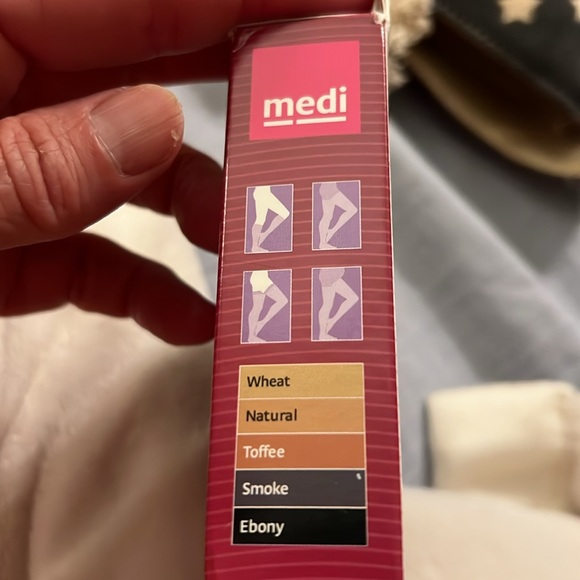 medi
Wheat
Natural
Toffee
Smoke
Ebony